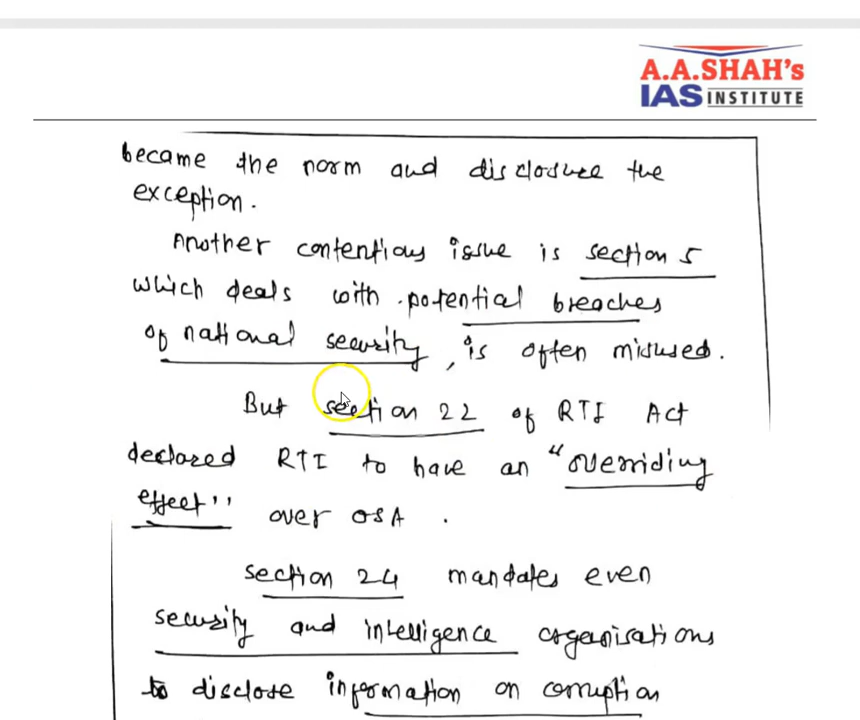 A.A.SHAH's
IAS INSTITUTE
became the norm and disclosure the
exception.
Another contentious issue is section 5
which deals with potential breaches
of national security, is often misused.
But section 22 of RTI Act
declared RTI to have an "overriding
effect" over OSA.
section 24 mandates even
security and intelligence organisations
to disclose information on corruption